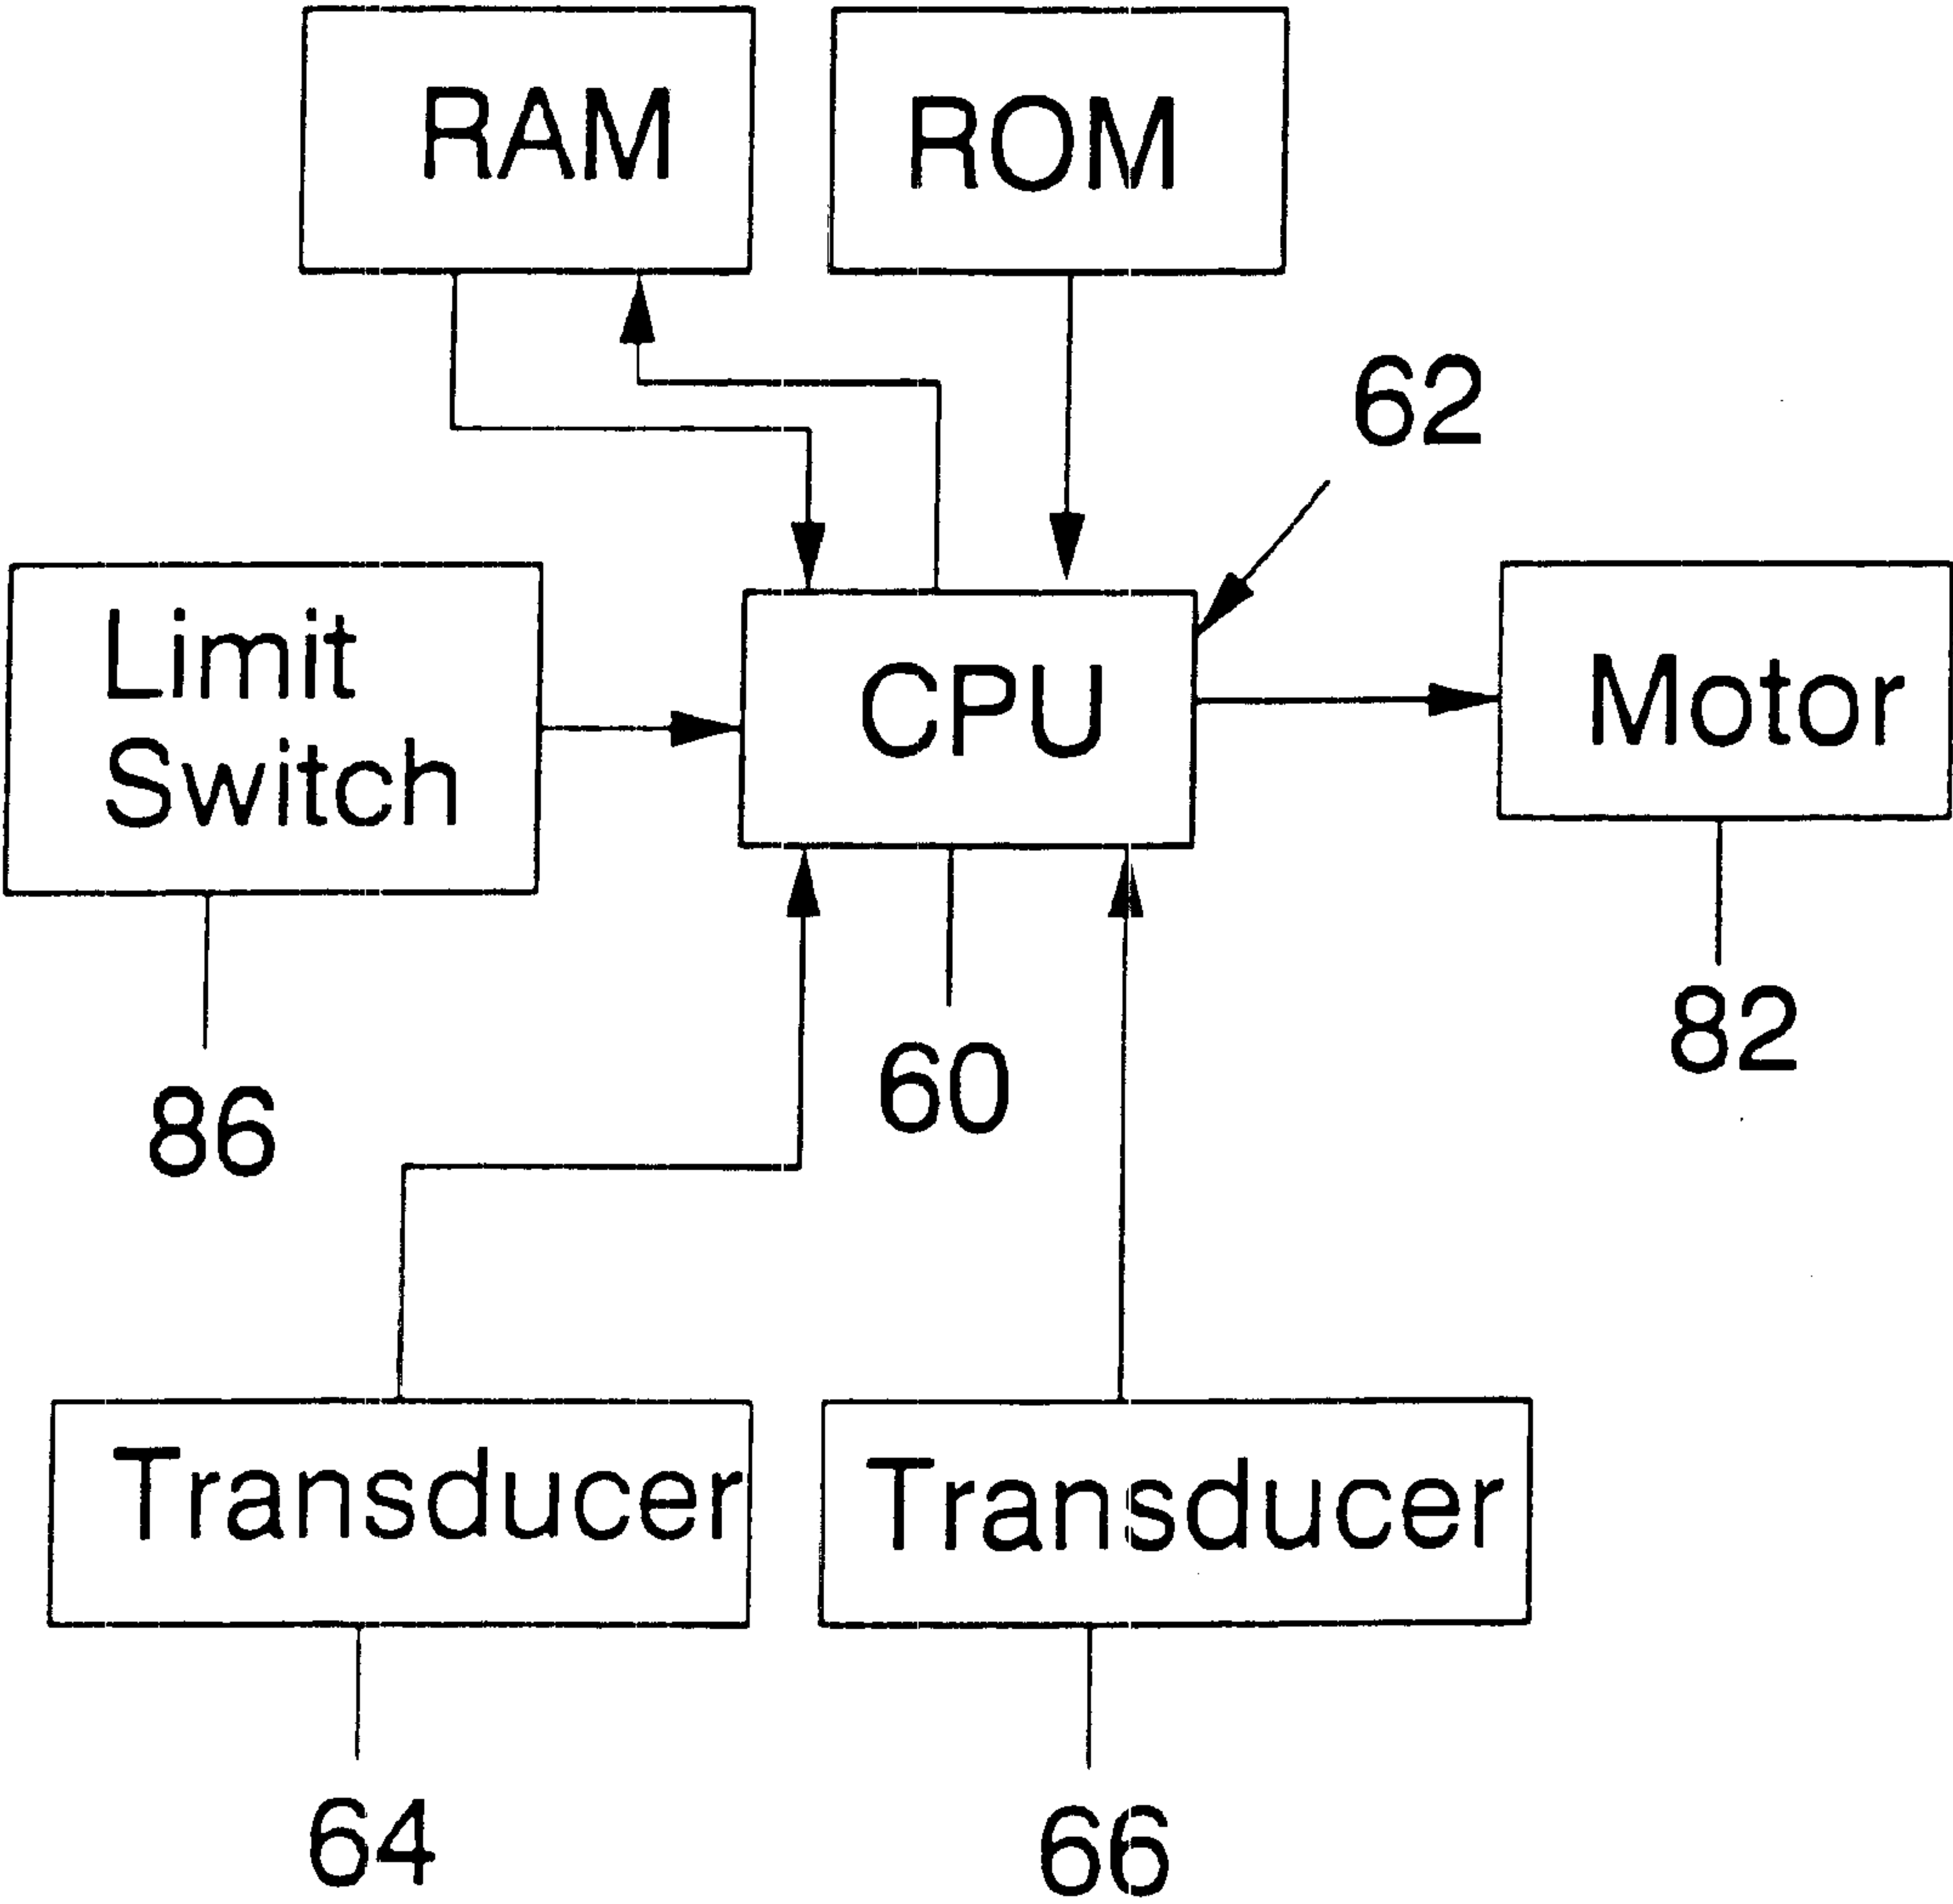 RAM
ROM
62
Limit
Switch
CPU
Motor
82
60
86
Transducer
Transducer
64
66